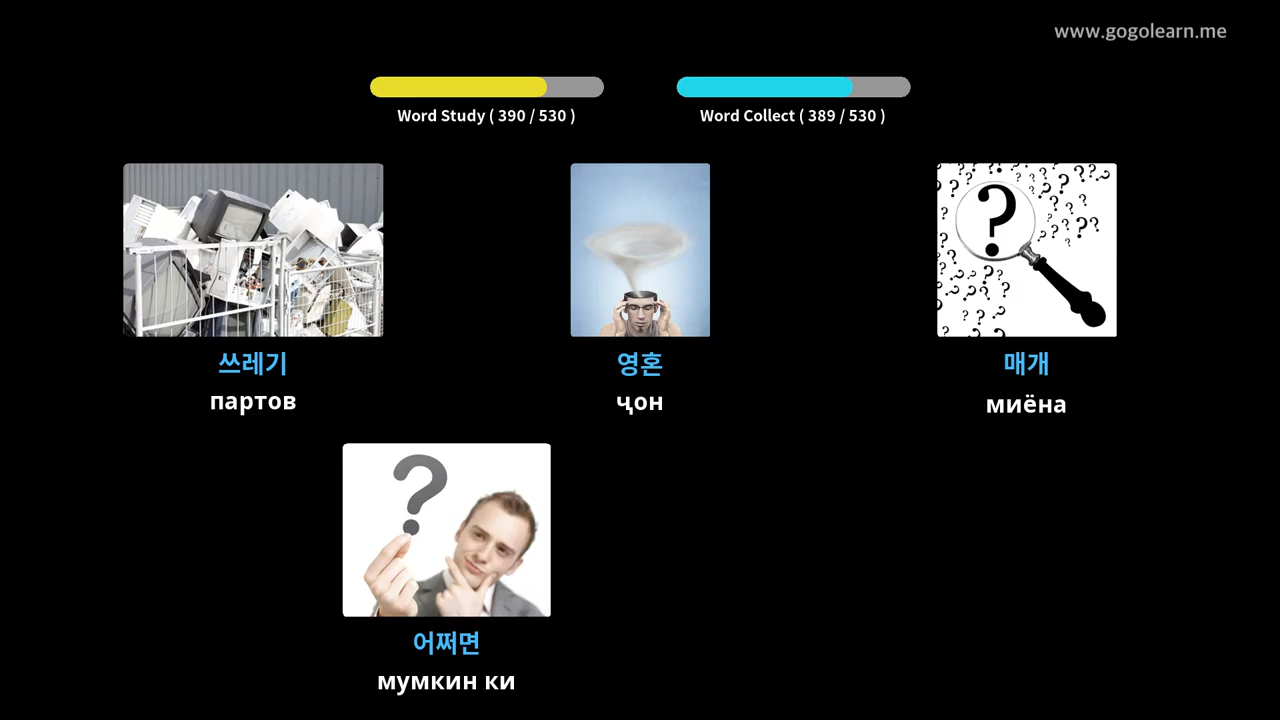 www.gogolearn.me
Word Study ( 390 / 530 )
Word Collect ( 389 / 530 )
쓰레기
партов
영혼
ҷон
매개
миёна
어쩌면
мумкин ки